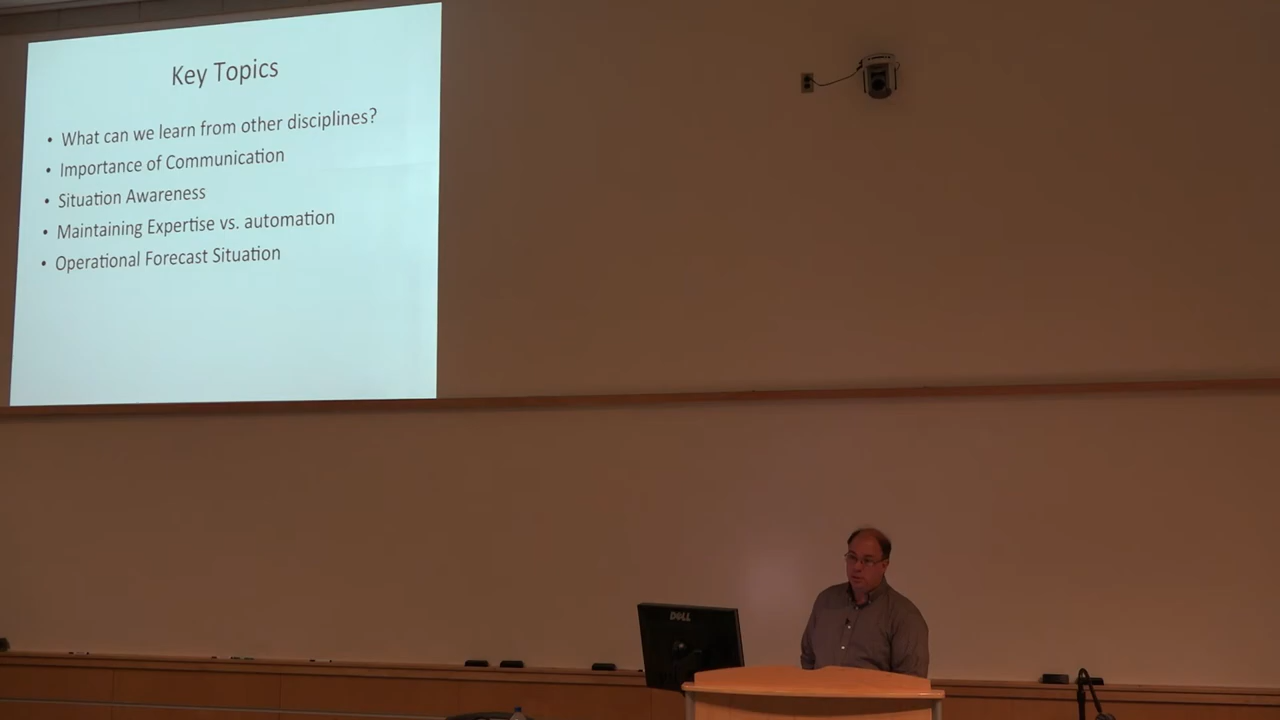 Key Topics
• What can we learn from other disciplines?
• Importance of Communication
• Situation Awareness
• Maintaining Expertise vs. automation
• Operational Forecast Situation
DELL